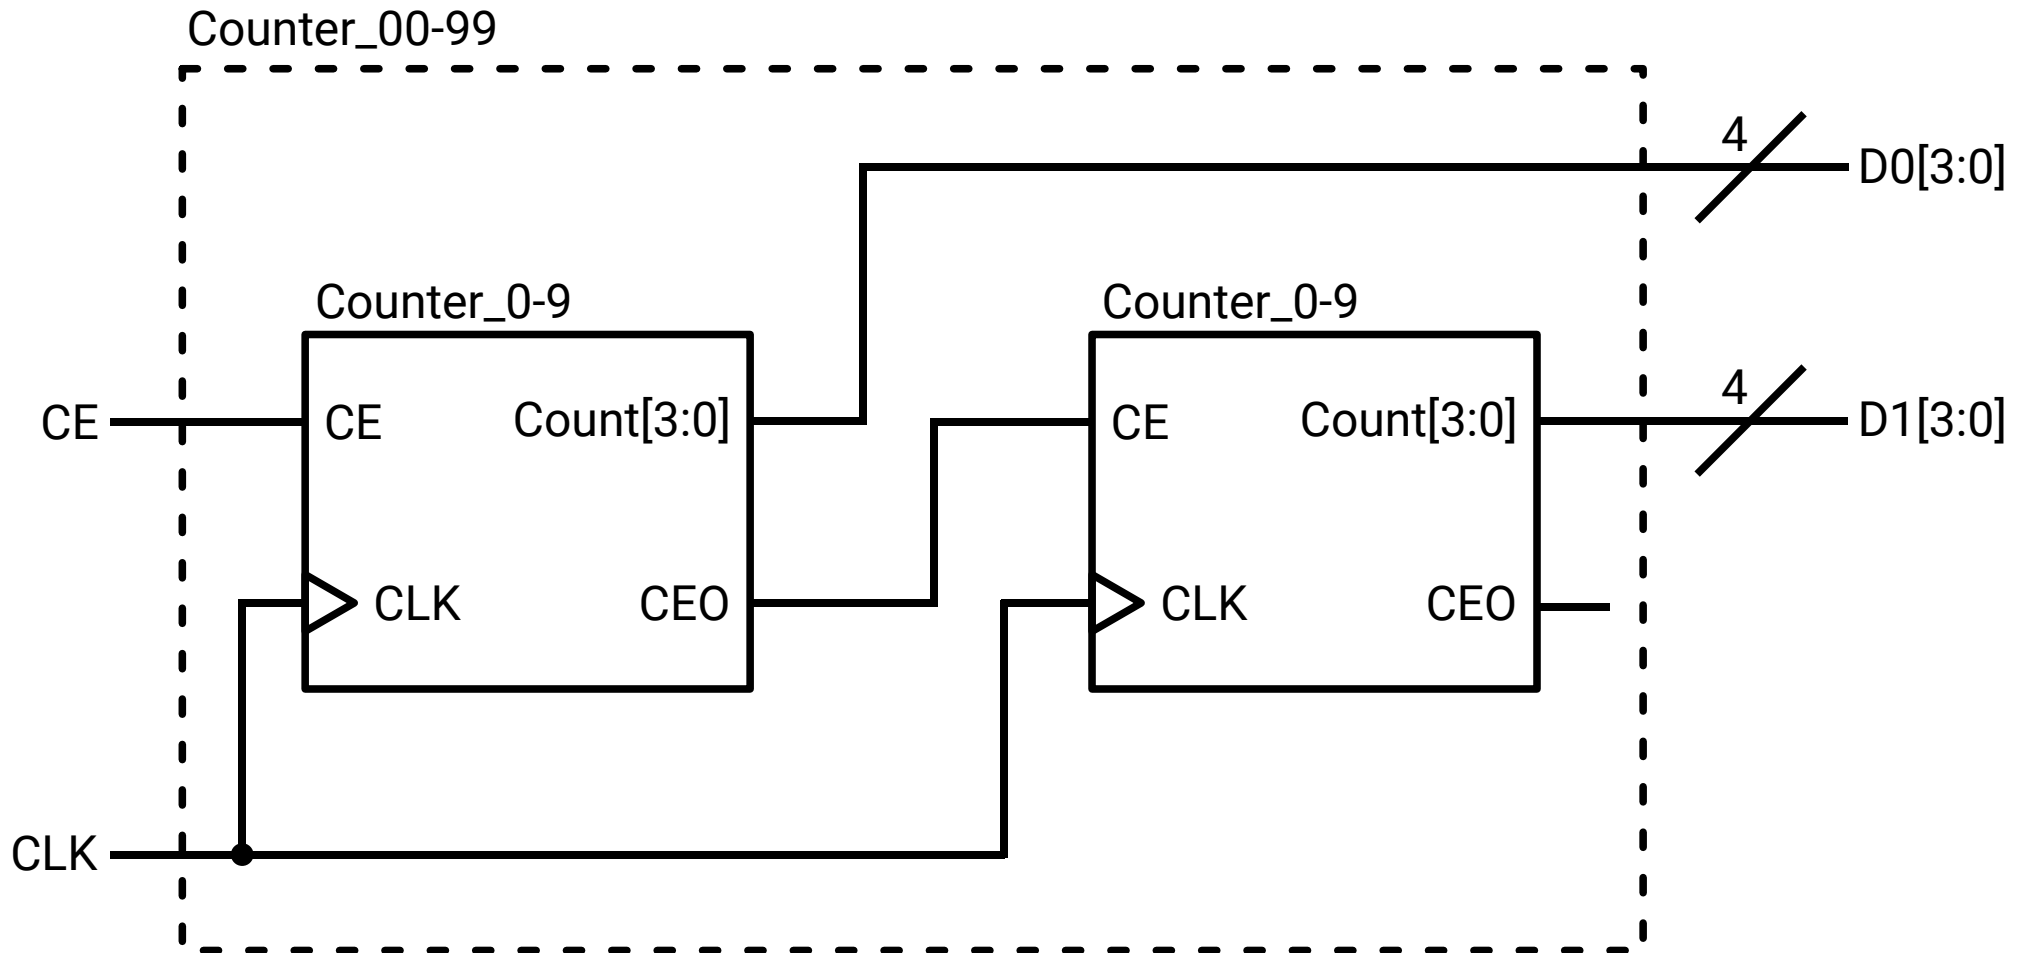 Counter_00-99
4
D0[3:0]
Counter_0-9
Counter_0-9
4
CE
CE
Count[3:0]
CE
Count[3:0]
D1[3:0]
CLK
CEO
CLK
CEO
CLK